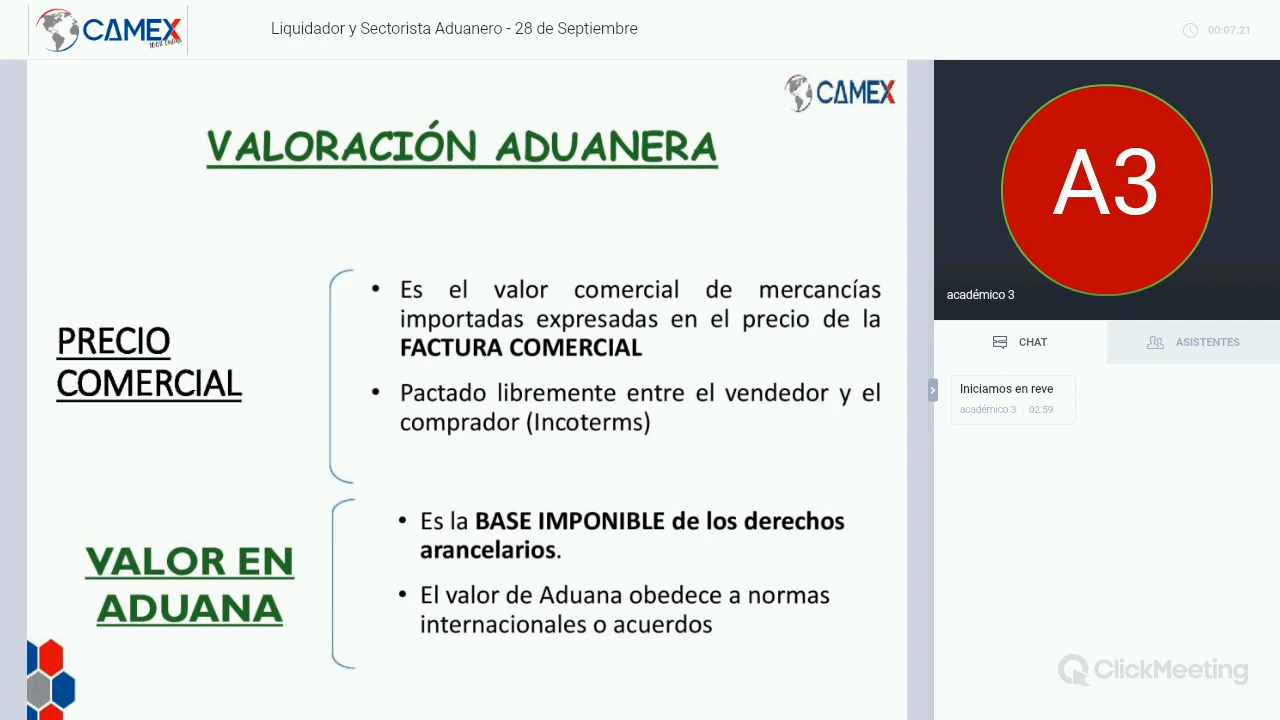 CAMEX
100% Online
Liquidador y Sectorista Aduanero - 28 de Septiembre
00:07:21
CAMEX
VALORACIÓN ADUANERA
PRECIO
COMERCIAL
• Es el valor comercial de mercancías
importadas expresadas en el precio de la
FACTURA COMERCIAL
• Pactado libremente entre el vendedor y el
comprador (Incoterms)
VALOR EN
ADUANA
• Es la BASE IMPONIBLE de los derechos
arancelarios.
• El valor de Aduana obedece a normas
internacionales o acuerdos
A3
académico 3
CHAT
ASISTENTES
Iniciamos en reve
académico 3 · 02:59
ClickMeeting